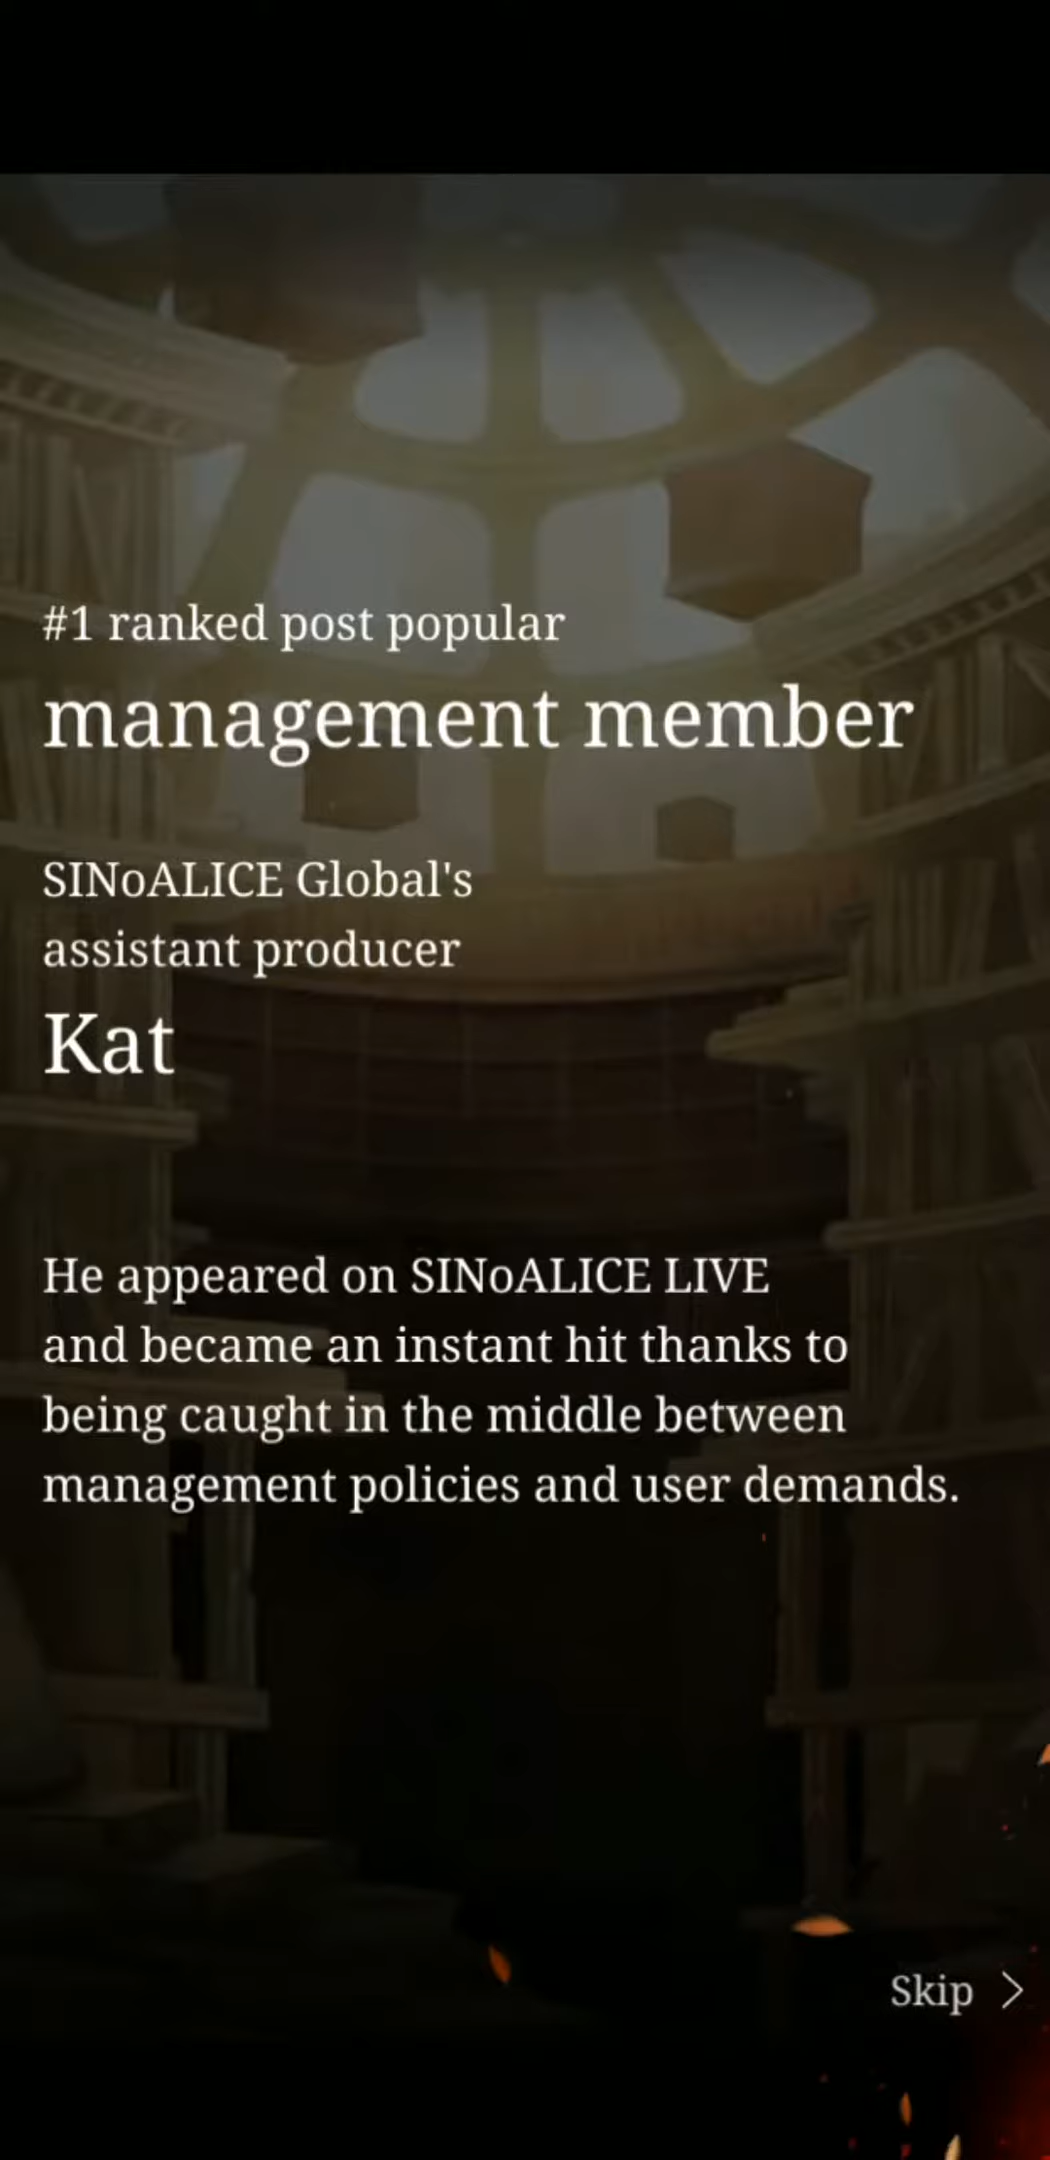 #1 ranked post popular
management member
SINoALICE Global's
assistant producer
Kat
He appeared on SINoALICE LIVE
and became an instant hit thanks to
being caught in the middle between
management policies and user demands.
Skip >